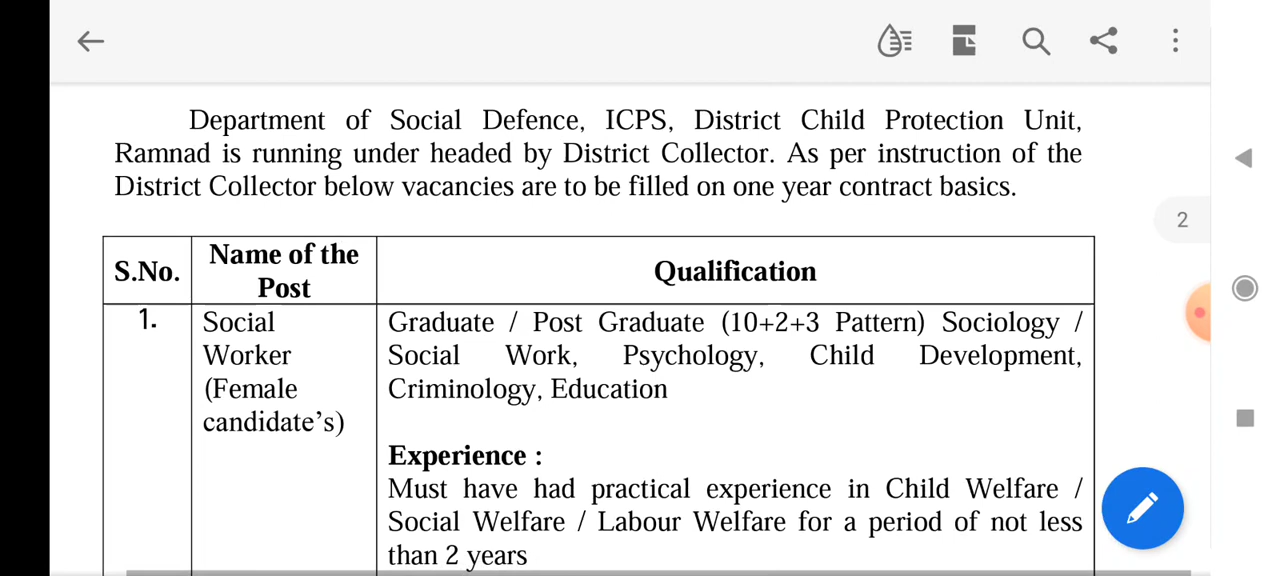 Department of Social Defence, ICPS, District Child Protection Unit,
Ramnad is running under headed by District Collector. As per instruction of the
District Collector below vacancies are to be filled on one year contract basics.
2
S.No.
Name of the
Post
Qualification
1.
Social
Worker
(Female
candidate's)
Graduate / Post Graduate (10+2+3 Pattern) Sociology /
Social Work, Psychology, Child Development,
Criminology, Education
Experience :
Must have had practical experience in Child Welfare /
Social Welfare / Labour Welfare for a period of not less
than 2 years